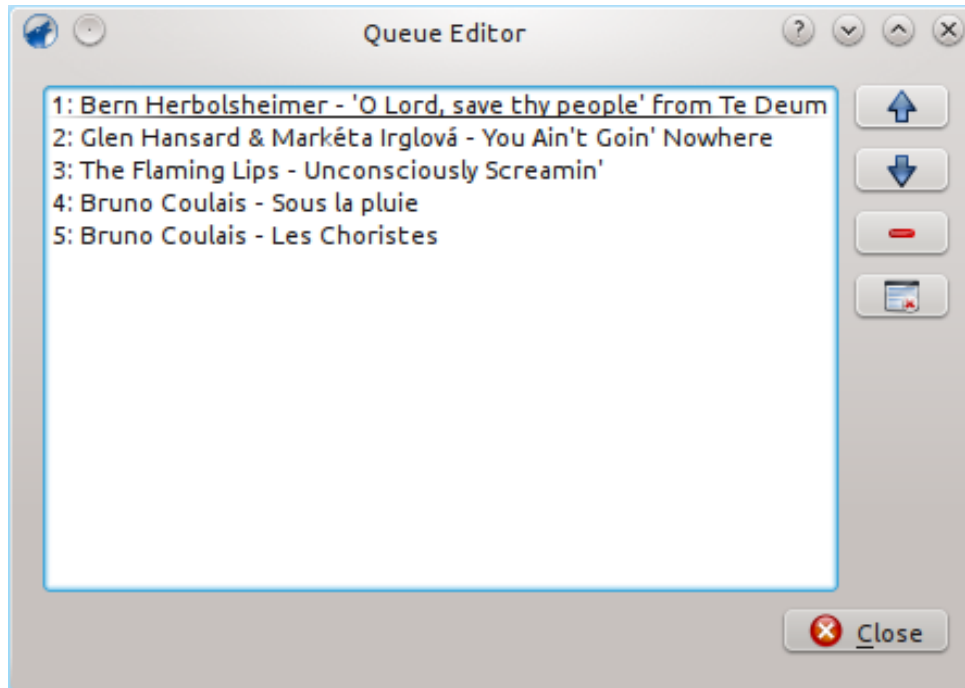 Queue Editor
1: Bern Herbolsheimer - 'O Lord, save thy people' from Te Deum
2: Glen Hansard & Markéta Irglová - You Ain't Goin' Nowhere
3: The Flaming Lips - Unconsciously Screamin'
4: Bruno Coulais - Sous la pluie
5: Bruno Coulais - Les Choristes
Close